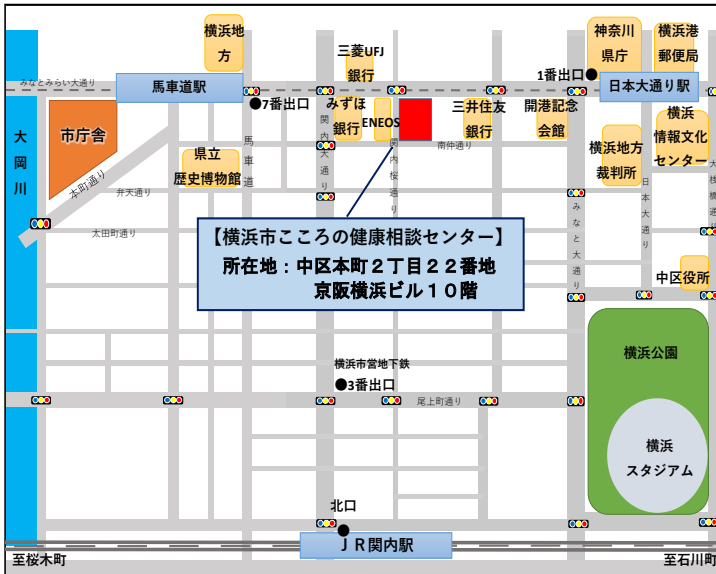 横浜地
方
三菱UFJ
銀行
神奈川
県庁
横浜港
郵便局
1番出口
みなとみらい大通り
馬車道駅
日本大通り駅
7番出口
みずほ
銀行
ENEOS
三井住友
銀行
開港記念
会館
横浜
情報文化
センター
市庁舎
大岡川
本町通り
県立
歴史博物館
馬車道
関内大通り
関内桜通り
南仲通り
横浜地方
裁判所
日本大通り
大桟橋通り
弁天通り
太田町通り
みなと大通り
【横浜市こころの健康相談センター】
所在地：中区本町２丁目２２番地
京阪横浜ビル１０階
中区役所
横浜公園
横浜市営地下鉄
3番出口
尾上町通り
横浜
スタジアム
北口
ＪＲ関内駅
至桜木町
至石川町